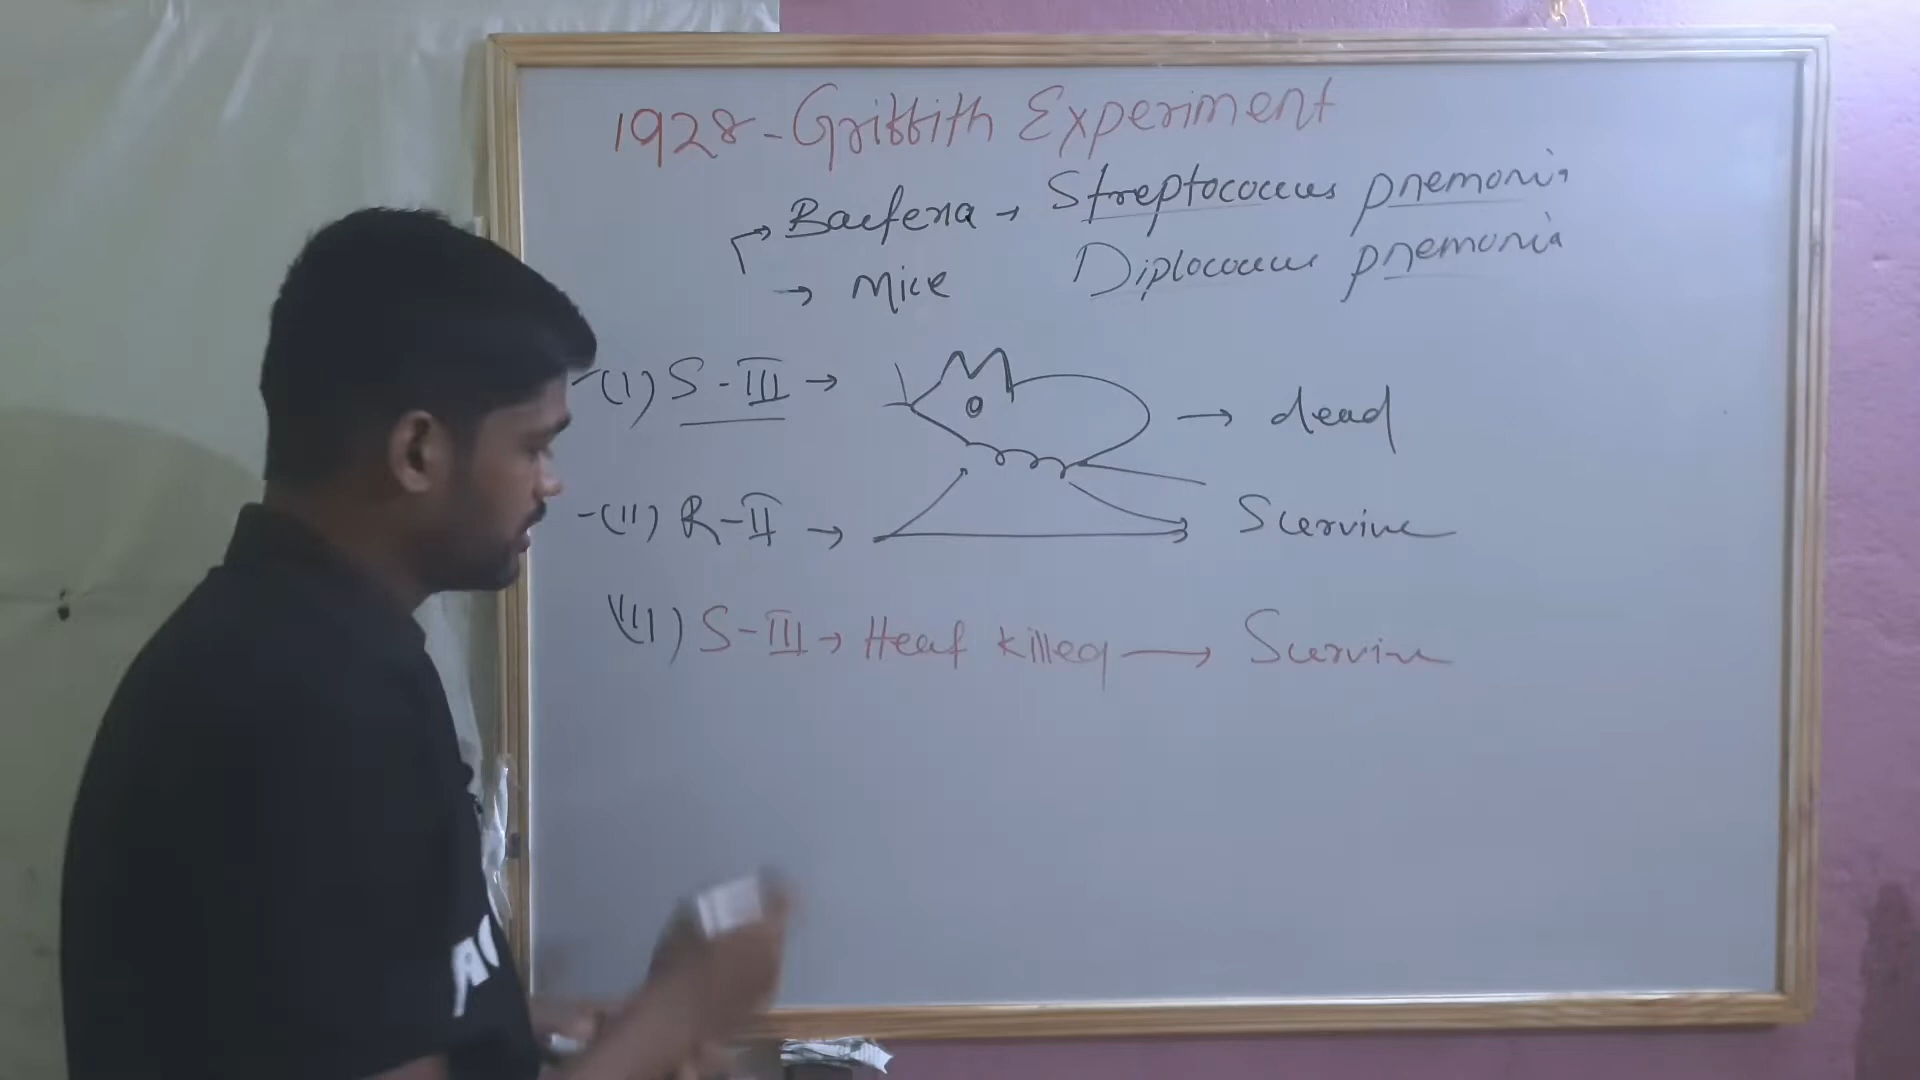 1928 - Griffith Experiment
→ Bacteria → Streptococcus pnemonia
→ Mice Diplococcus pnemonia
(I) S-III → → dead
(II) R-II → Survive
(III) S-III → Heat killed → Survive